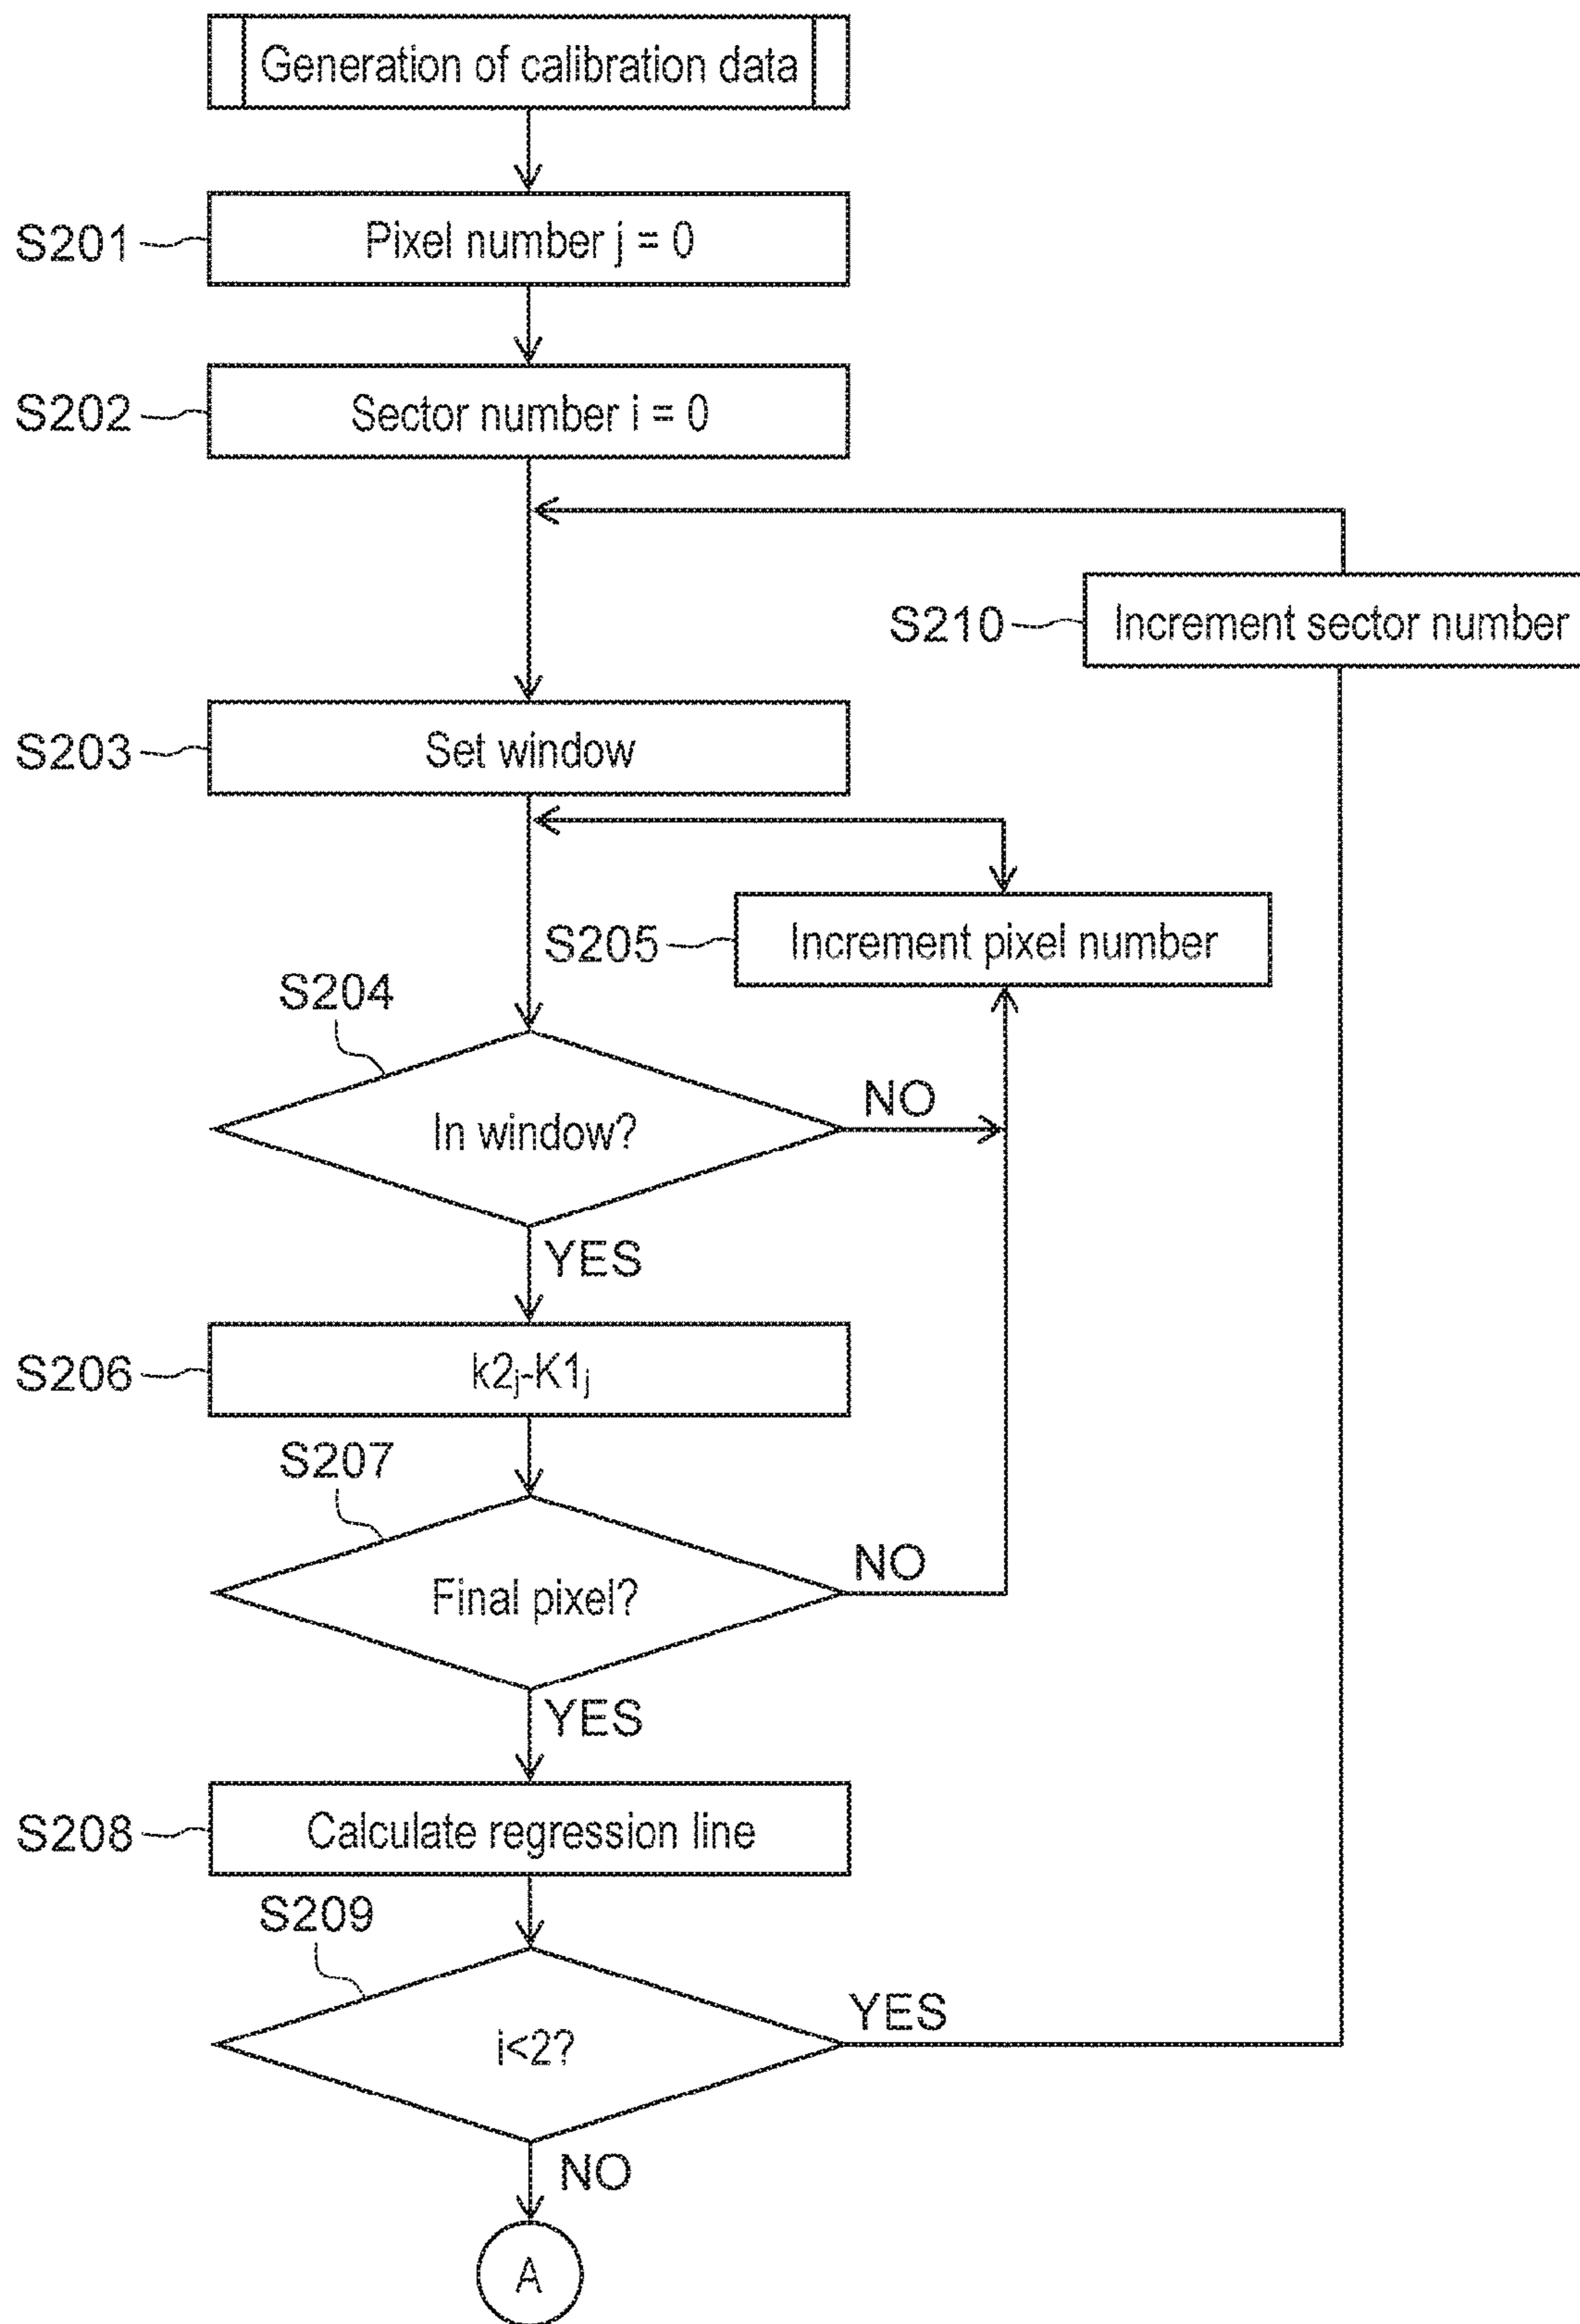 Generation of calibration data
S201
Pixel number j = 0
S202
Sector number i = 0
S210
Increment sector number
S203
Set window
S205
Increment pixel number
S204
In window?
NO
YES
S206
k2j-K1j
S207
Final pixel?
NO
YES
S208
Calculate regression line
S209
i<2?
YES
NO
A